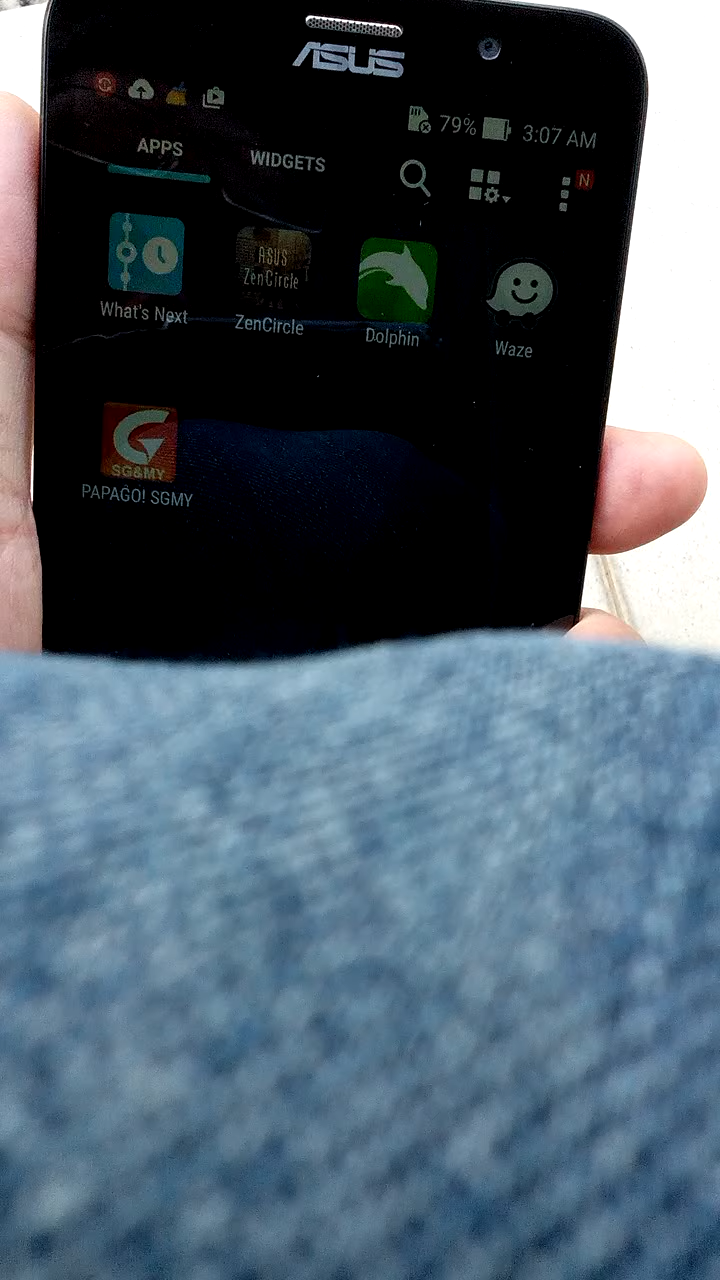 ASUS
79% 3:07 AM
APPS WIDGETS
N
ASUS
ZenCircle
What's Next ZenCircle Dolphin Waze
SG&MY
PAPAGO! SGMY